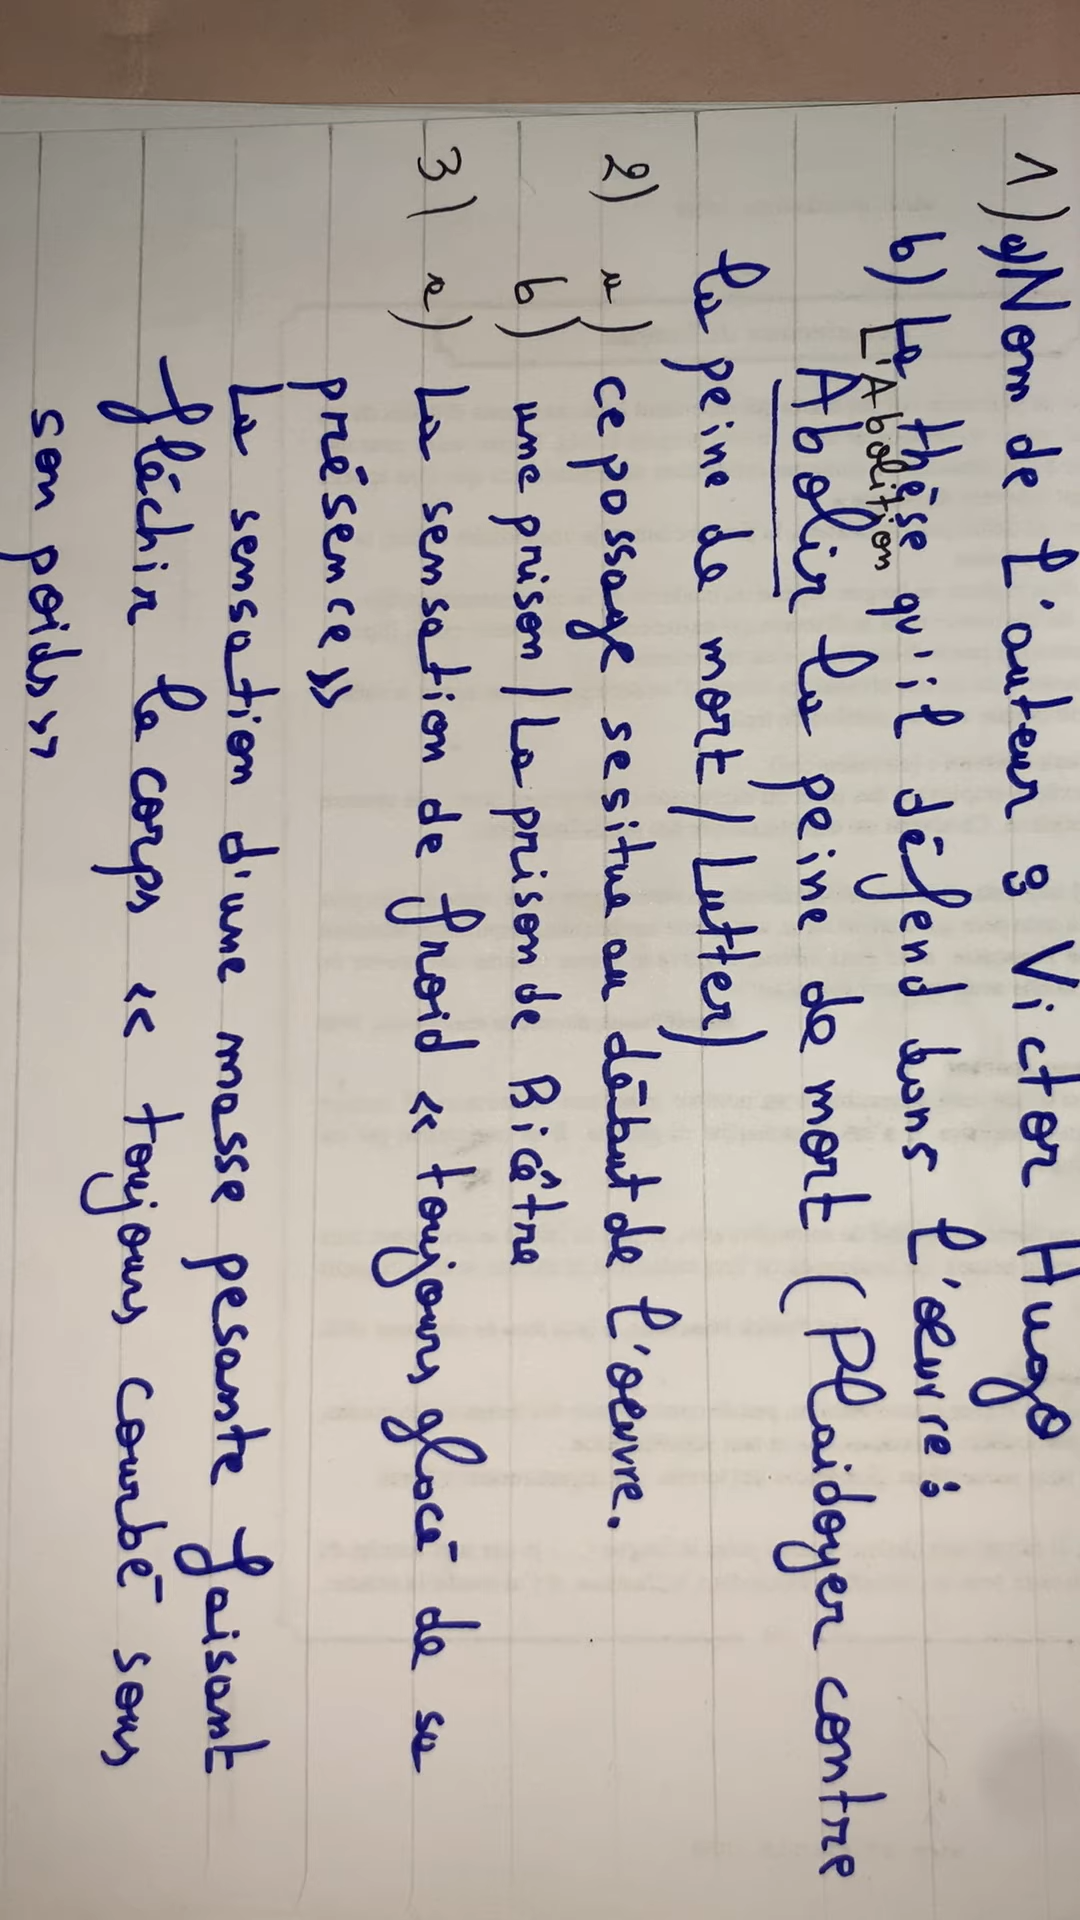 1) a) Nom de l'auteur : Victor Hugo
b) La thèse qu'il défend dans l'œuvre :
L'Abolition
Abolir la peine de mort (Plaidoyer contre
la peine de mort / Lutter)
2) a) ce passage se situe au début de l'œuvre.
b) une prison / La prison de Bicêtre
3) a) La sensation de froid « toujours glacé de sa
présence »
La sensation d'une masse pesante faisant
fléchir le corps « toujours courbé sous
son poids »